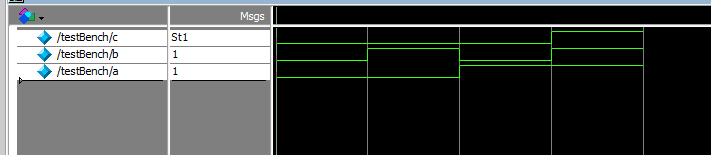 Msgs
/testBench/c St1
/testBench/b 1
/testBench/a 1